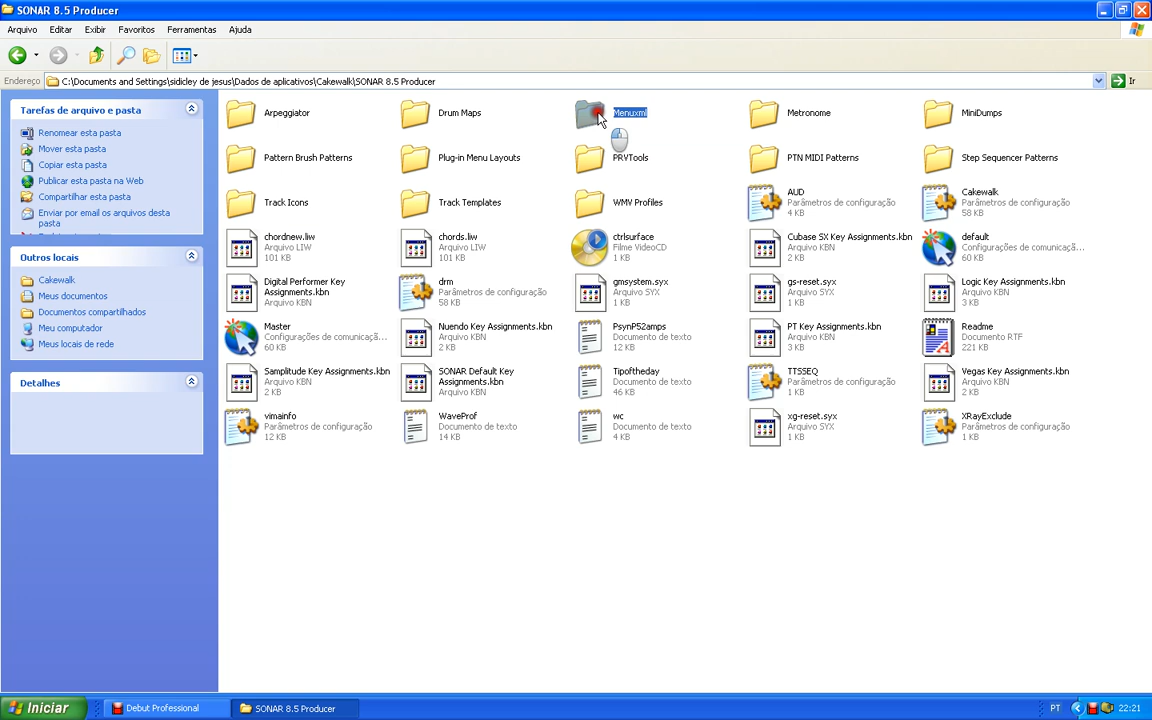 SONAR 8.5 Producer
Arquivo Editar Exibir Favoritos Ferramentas Ajuda
Endereço C:\Documents and Settings\sidicley de jesus\Dados de aplicativos\Cakewalk\SONAR 8.5 Producer Ir
Tarefas de arquivo e pasta
Renomear esta pasta
Mover esta pasta
Copiar esta pasta
Publicar esta pasta na Web
Compartilhar esta pasta
Enviar por email os arquivos desta
pasta
Outros locais
Cakewalk
Meus documentos
Documentos compartilhados
Meu computador
Meus locais de rede
Detalhes
Arpeggiator
Drum Maps
Menuxml
Metronome
MiniDumps
Pattern Brush Patterns
Plug-in Menu Layouts
PRVTools
PTN MIDI Patterns
Step Sequencer Patterns
Track Icons
Track Templates
WMV Profiles
AUD
Parâmetros de configuração
4 KB
Cakewalk
Parâmetros de configuração
58 KB
chordnew.liw
Arquivo LIW
101 KB
chords.liw
Arquivo LIW
101 KB
ctrlsurface
Filme VideoCD
1 KB
Cubase SX Key Assignments.kbn
Arquivo KBN
2 KB
default
Configurações de comunicaçã...
60 KB
Digital Performer Key
Assignments.kbn
Arquivo KBN
drm
Parâmetros de configuração
58 KB
gmsystem.syx
Arquivo SYX
1 KB
gs-reset.syx
Arquivo SYX
1 KB
Logic Key Assignments.kbn
Arquivo KBN
3 KB
Master
Configurações de comunicaçã...
60 KB
Nuendo Key Assignments.kbn
Arquivo KBN
2 KB
PsynP52amps
Documento de texto
12 KB
PT Key Assignments.kbn
Arquivo KBN
3 KB
Readme
Documento RTF
221 KB
Samplitude Key Assignments.kbn
Arquivo KBN
2 KB
SONAR Default Key
Assignments.kbn
Arquivo KBN
Tipoftheday
Documento de texto
46 KB
TTSSEQ
Parâmetros de configuração
1 KB
Vegas Key Assignments.kbn
Arquivo KBN
2 KB
vimainfo
Parâmetros de configuração
12 KB
WaveProf
Documento de texto
14 KB
wc
Documento de texto
4 KB
xg-reset.syx
Arquivo SYX
1 KB
XRayExclude
Parâmetros de configuração
1 KB
Iniciar Debut Professional SONAR 8.5 Producer PT 22:21